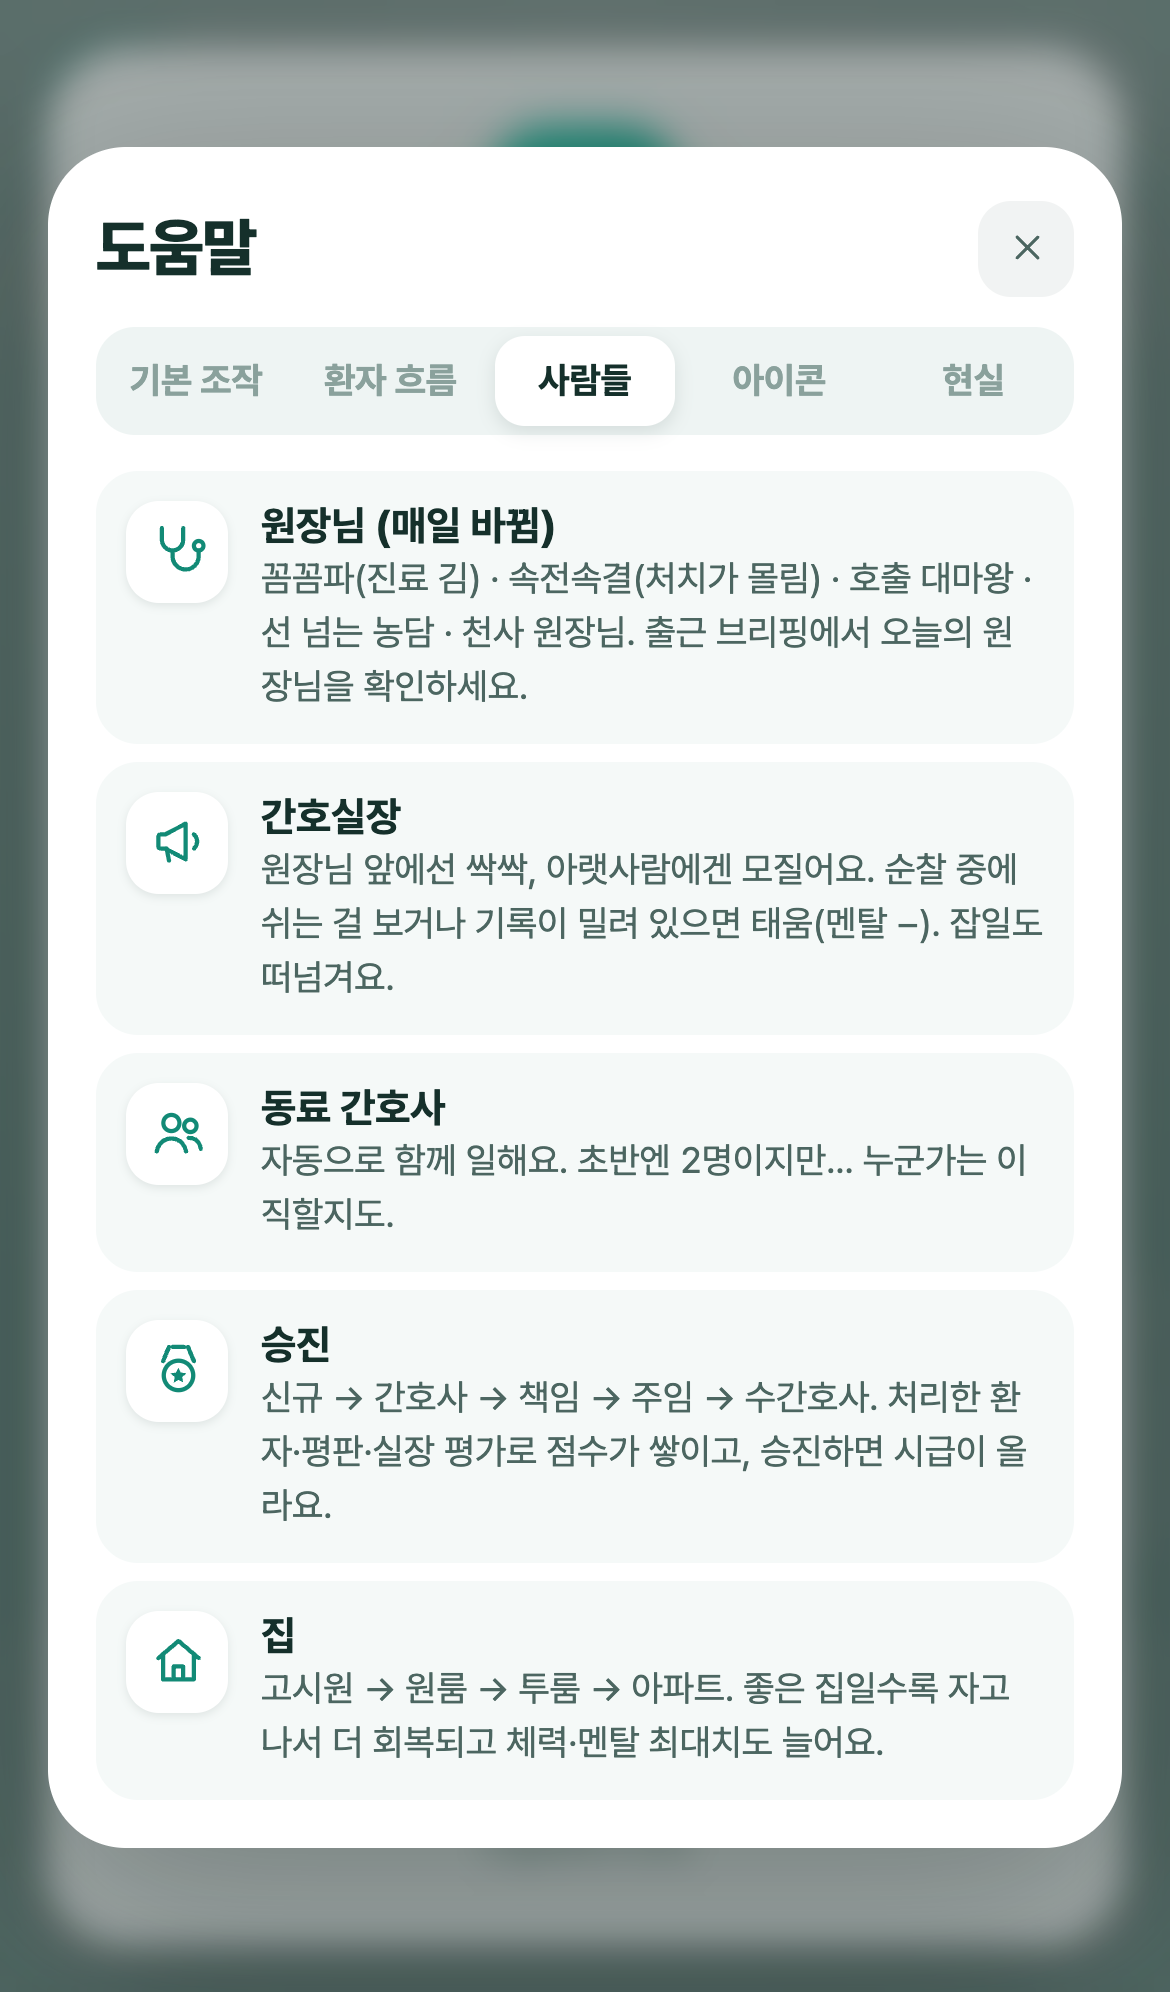 도움말
기본 조작 환자 흐름 사람들 아이콘 현실
원장님 (매일 바뀜)
꼼꼼파(진료 김) · 속전속결(처치가 몰림) · 호출 대마왕 ·
선 넘는 농담 · 천사 원장님. 출근 브리핑에서 오늘의 원
장님을 확인하세요.
간호실장
원장님 앞에선 싹싹, 아랫사람에겐 모질어요. 순찰 중에
쉬는 걸 보거나 기록이 밀려 있으면 태움(멘탈 −). 잡일도
떠넘겨요.
동료 간호사
자동으로 함께 일해요. 초반엔 2명이지만… 누군가는 이
직할지도.
승진
신규 → 간호사 → 책임 → 주임 → 수간호사. 처리한 환
자·평판·실장 평가로 점수가 쌓이고, 승진하면 시급이 올
라요.
집
고시원 → 원룸 → 투룸 → 아파트. 좋은 집일수록 자고
나서 더 회복되고 체력·멘탈 최대치도 늘어요.